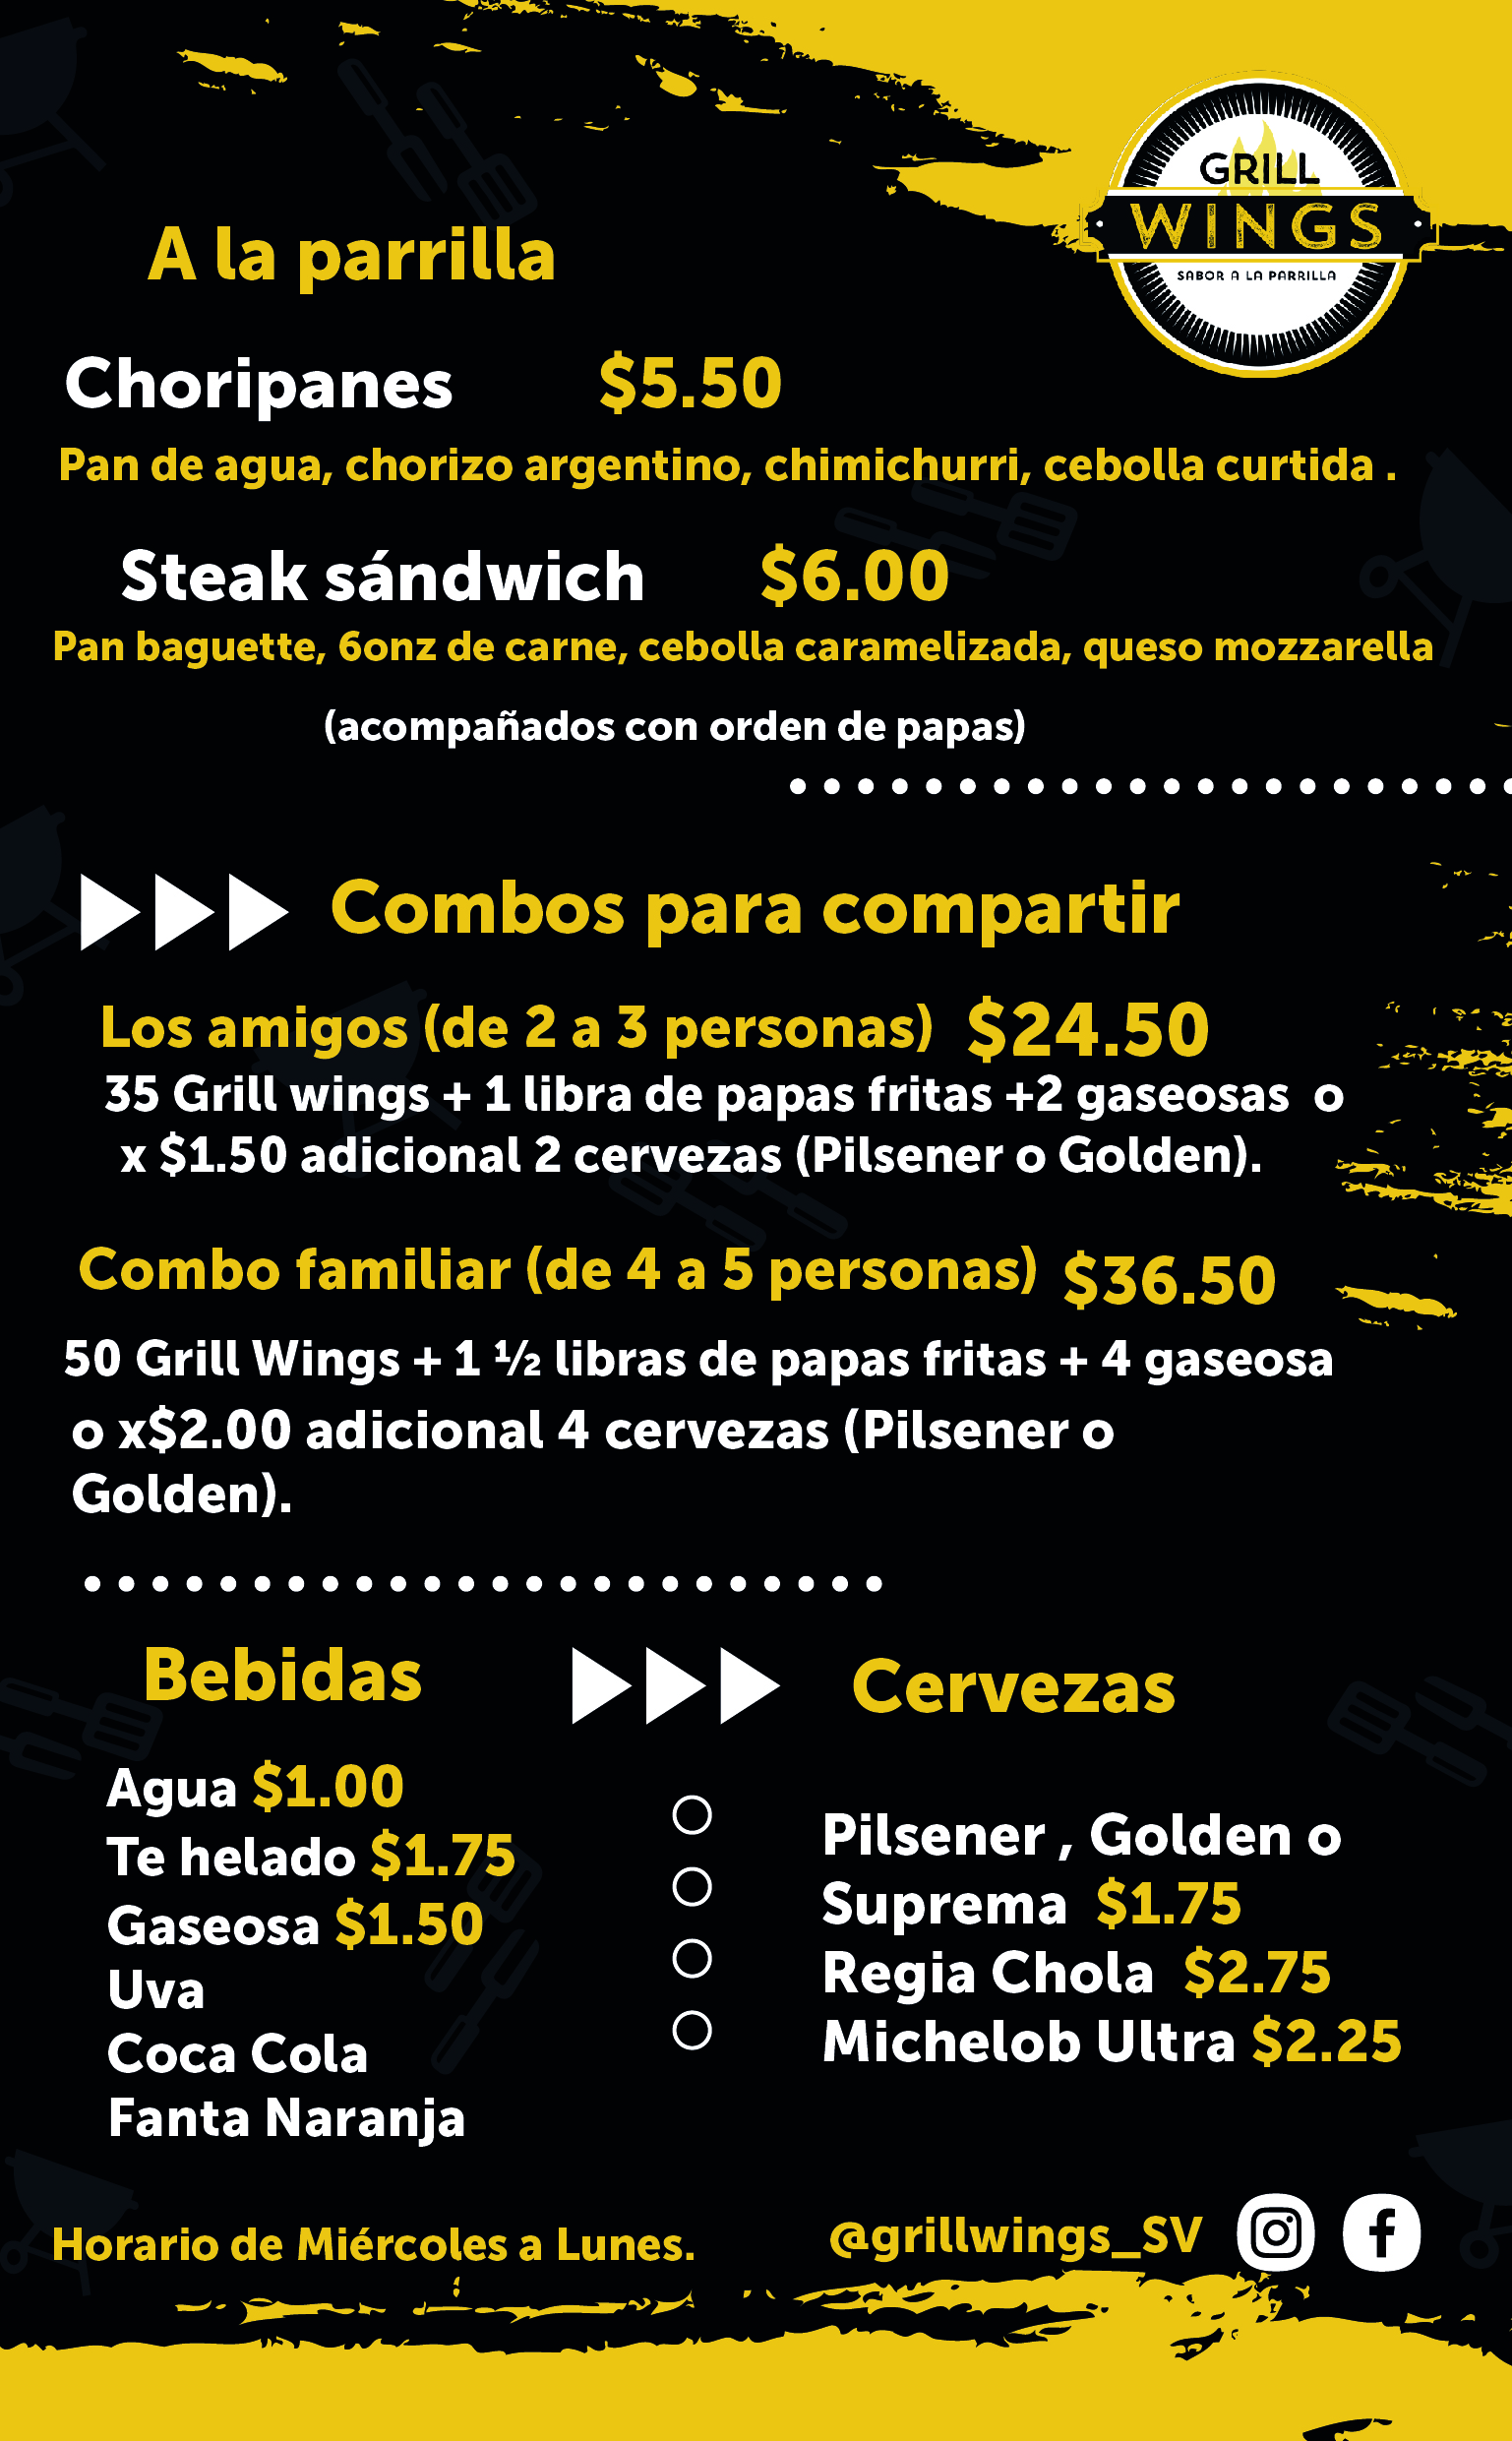 GRILL
WINGS
SABOR A LA PARRILLA
A la parrilla
Choripanes $5.50
Pan de agua, chorizo argentino, chimichurri, cebolla curtida .
Steak sándwich $6.00
Pan baguette, 6onz de carne, cebolla caramelizada, queso mozzarella
(acompañados con orden de papas)
Combos para compartir
Los amigos (de 2 a 3 personas) $24.50
35 Grill wings + 1 libra de papas fritas +2 gaseosas o
x $1.50 adicional 2 cervezas (Pilsener o Golden).
Combo familiar (de 4 a 5 personas) $36.50
50 Grill Wings + 1 ½ libras de papas fritas + 4 gaseosa
o x$2.00 adicional 4 cervezas (Pilsener o
Golden).
Bebidas
Agua $1.00
Te helado $1.75
Gaseosa $1.50
Uva
Coca Cola
Fanta Naranja
Cervezas
Pilsener , Golden o
Suprema $1.75
Regia Chola $2.75
Michelob Ultra $2.25
Horario de Miércoles a Lunes.
@grillwings_SV